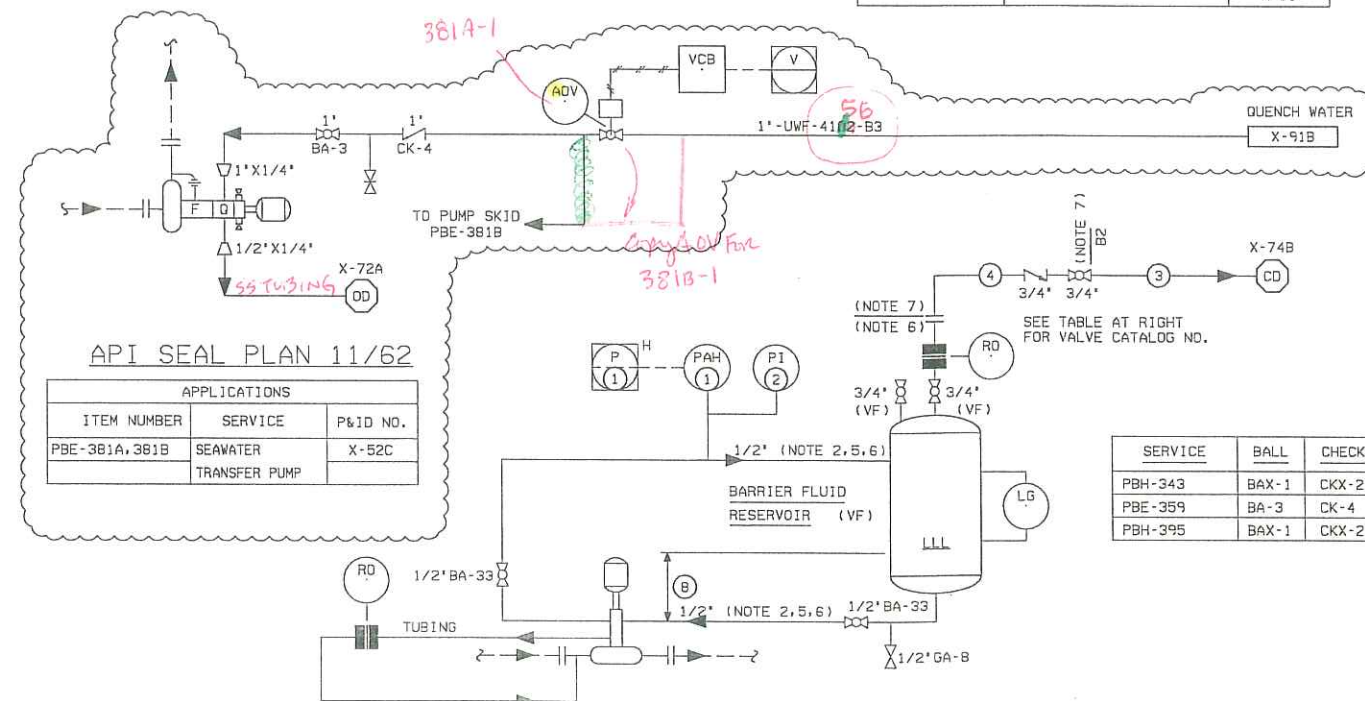 381A-1
AOV
VCB
V
56
1'-UWF-4112-B3
QUENCH WATER
X-91B
1'
BA-3
1'
CK-4
1'X1/4'
F
Q
1/2'X1/4'
X-72A
SS TUBING
OD
TO PUMP SKID
PBE-381B
Copy AOV For
381B-1
API SEAL PLAN 11/62
APPLICATIONS
ITEM NUMBER SERVICE P&ID NO.
PBE-381A,381B SEAWATER X-52C
TRANSFER PUMP
(NOTE 7)
B2
X-74B
4
3/4'
3/4'
3
CD
(NOTE 7)
(NOTE 6)
SEE TABLE AT RIGHT
FOR VALVE CATALOG NO.
RO
P
1
H
PAH
1
PI
2
3/4'
(VF)
3/4'
(VF)
1/2' (NOTE 2,5,6)
BARRIER FLUID
RESERVOIR (VF)
LG
LLL
SERVICE BALL CHECK
PBH-343 BAX-1 CKX-2
PBE-359 BA-3 CK-4
PBH-395 BAX-1 CKX-2
RO
1/2'BA-33
B
1/2' (NOTE 2,5,6)
1/2'BA-33
TUBING
1/2'GA-8